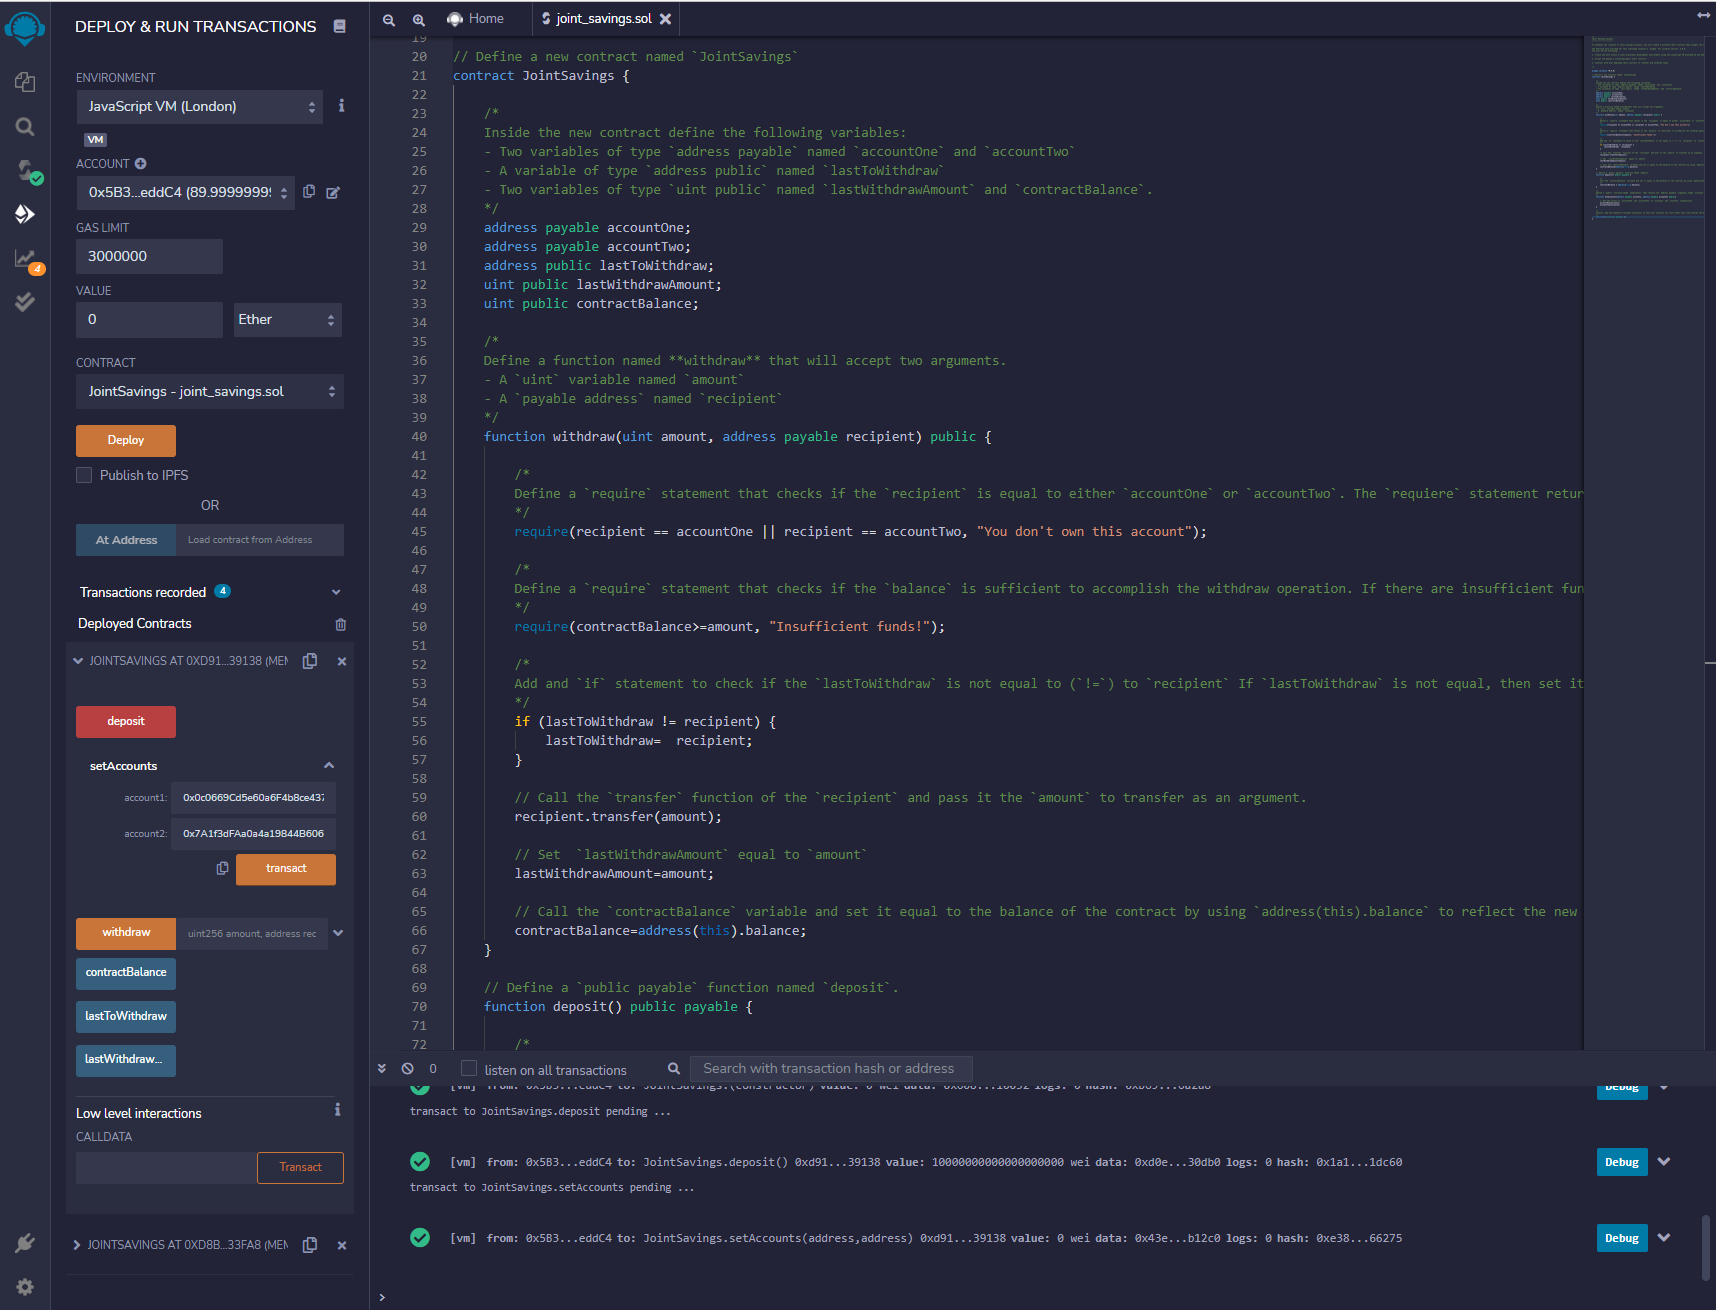 DEPLOY & RUN TRANSACTIONS
ENVIRONMENT
JavaScript VM (London)
VM
ACCOUNT
0x5B3...eddC4 (89.99999999
GAS LIMIT
3000000
VALUE
0
Ether
CONTRACT
JointSavings - joint_savings.sol
Deploy
Publish to IPFS
OR
At Address
Load contract from Address
Transactions recorded 4
Deployed Contracts
JOINTSAVINGS AT 0XD91...39138 (MEM
deposit
setAccounts
account1: 0x0c0669Cd5e60a6F4b8ce437
account2: 0x7A1f3dFAa0a4a19844B606
transact
withdraw
uint256 amount, address rec
contractBalance
lastToWithdraw
lastWithdraw...
Low level interactions
CALLDATA
Transact
JOINTSAVINGS AT 0XD8B...33FA8 (MEM
4
Home
joint_savings.sol
19
20 // Define a new contract named `JointSavings`
21 contract JointSavings {
22
23 /*
24 Inside the new contract define the following variables:
25 - Two variables of type `address payable` named `accountOne` and `accountTwo`
26 - A variable of type `address public` named `lastToWithdraw`
27 - Two variables of type `uint public` named `lastWithdrawAmount` and `contractBalance`.
28 */
29 address payable accountOne;
30 address payable accountTwo;
31 address public lastToWithdraw;
32 uint public lastWithdrawAmount;
33 uint public contractBalance;
34
35 /*
36 Define a function named **withdraw** that will accept two arguments.
37 - A `uint` variable named `amount`
38 - A `payable address` named `recipient`
39 */
40 function withdraw(uint amount, address payable recipient) public {
41
42 /*
43 Define a `require` statement that checks if the `recipient` is equal to either `accountOne` or `accountTwo`. The `requiere` statement retur
44 */
45 require(recipient == accountOne || recipient == accountTwo, "You don't own this account");
46
47 /*
48 Define a `require` statement that checks if the `balance` is sufficient to accomplish the withdraw operation. If there are insufficient fun
49 */
50 require(contractBalance>=amount, "Insufficient funds!");
51
52 /*
53 Add and `if` statement to check if the `lastToWithdraw` is not equal to (`!=`) to `recipient` If `lastToWithdraw` is not equal, then set it
54 */
55 if (lastToWithdraw != recipient) {
56 lastToWithdraw=  recipient;
57 }
58
59 // Call the `transfer` function of the `recipient` and pass it the `amount` to transfer as an argument.
60 recipient.transfer(amount);
61
62 // Set  `lastWithdrawAmount` equal to `amount`
63 lastWithdrawAmount=amount;
64
65 // Call the `contractBalance` variable and set it equal to the balance of the contract by using `address(this).balance` to reflect the new
66 contractBalance=address(this).balance;
67 }
68
69 // Define a `public payable` function named `deposit`.
70 function deposit() public payable {
71
72 /*
0
listen on all transactions
Search with transaction hash or address
Debug
transact to JointSavings.deposit pending ...
[vm] from: 0x5B3...eddC4 to: JointSavings.deposit() 0xd91...39138 value: 10000000000000000000 wei data: 0xd0e...30db0 logs: 0 hash: 0x1a1...1dc60
Debug
transact to JointSavings.setAccounts pending ...
[vm] from: 0x5B3...eddC4 to: JointSavings.setAccounts(address,address) 0xd91...39138 value: 0 wei data: 0x43e...b12c0 logs: 0 hash: 0xe38...66275
Debug
>